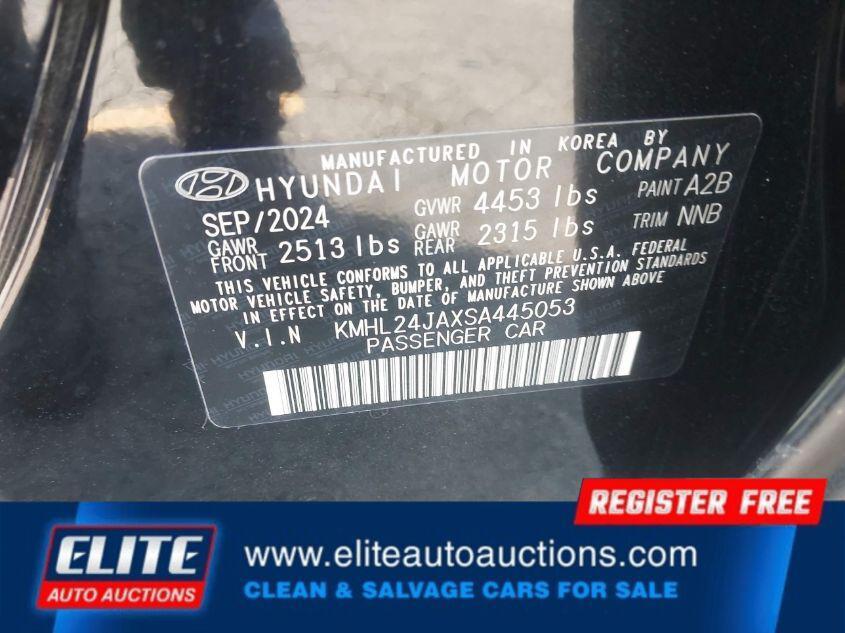 MANUFACTURED IN KOREA BY
HYUNDAI MOTOR COMPANY
SEP/2024 GVWR 4453 lbs PAINT A2B
GAWR FRONT 2513 lbs GAWR REAR 2315 lbs TRIM NNB
THIS VEHICLE CONFORMS TO ALL APPLICABLE U.S.A. FEDERAL
MOTOR VEHICLE SAFETY, BUMPER, AND THEFT PREVENTION STANDARDS
IN EFFECT ON THE DATE OF MANUFACTURE SHOWN ABOVE
V.I.N KMHL24JAXSA445053
PASSENGER CAR
REGISTER FREE
ELITE
AUTO AUCTIONS
www.eliteautoauctions.com
CLEAN & SALVAGE CARS FOR SALE